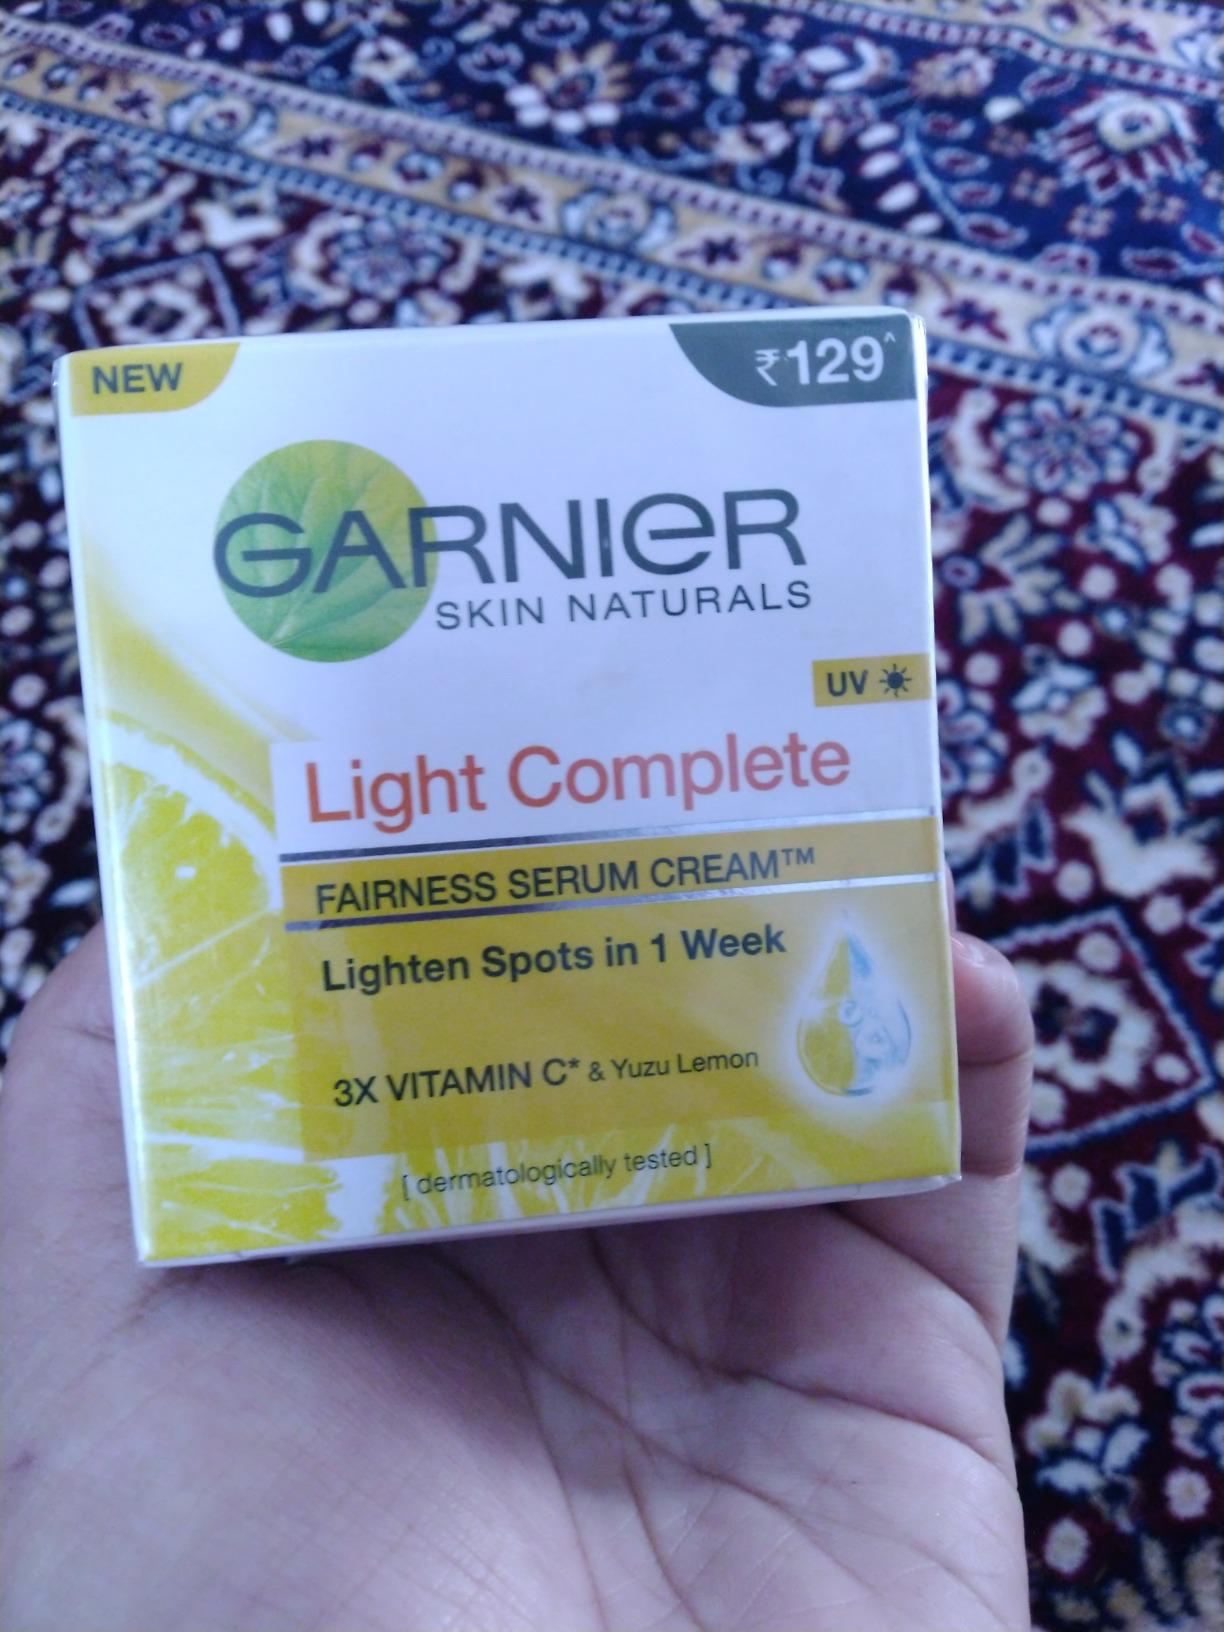 NEW
₹129^
GARNIER
SKIN NATURALS
UV
Light Complete
FAIRNESS SERUM CREAM™
Lighten Spots in 1 Week
3X VITAMIN C* & Yuzu Lemon
[ dermatologically tested ]